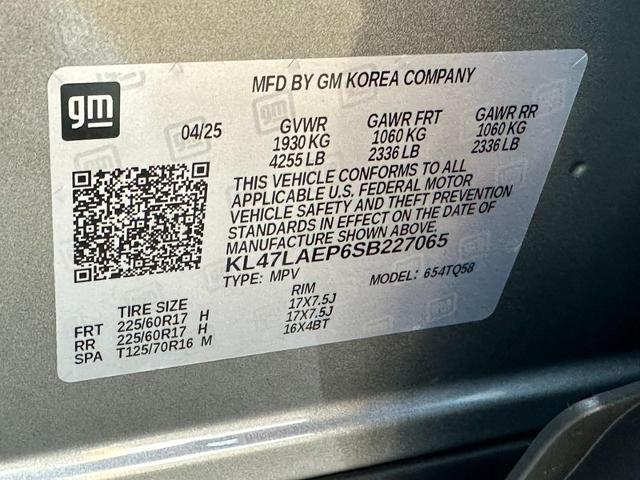 gm
MFD BY GM KOREA COMPANY
04/25 GVWR GAWR FRT GAWR RR
1930 KG 1060 KG 1060 KG
4255 LB 2336 LB 2336 LB
THIS VEHICLE CONFORMS TO ALL
APPLICABLE U.S. FEDERAL MOTOR
VEHICLE SAFETY AND THEFT PREVENTION
STANDARDS IN EFFECT ON THE DATE OF
MANUFACTURE SHOWN ABOVE.
KL47LAEP6SB227065
TYPE: MPV MODEL: 654TQ58
TIRE SIZE RIM
FRT 225/60R17 H 17X7.5J
RR 225/60R17 H 17X7.5J
SPA T125/70R16 M 16X4BT